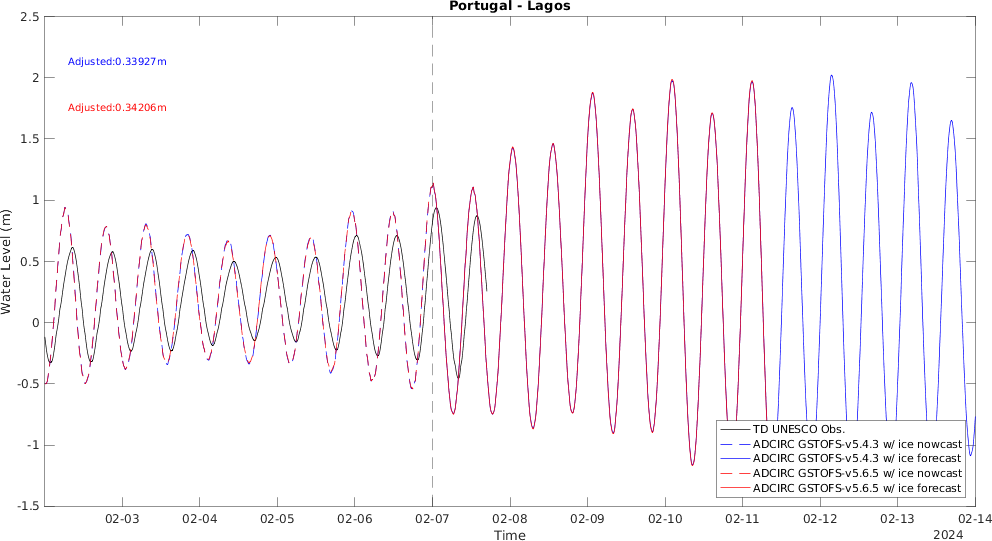 Portugal - Lagos
2.5
2
1.5
1
0.5
0
-0.5
-1
-1.5
Water Level (m)
Adjusted:0.33927m
Adjusted:0.34206m
TD UNESCO Obs.
ADCIRC GSTOFS-v5.4.3 w/ ice nowcast
ADCIRC GSTOFS-v5.4.3 w/ ice forecast
ADCIRC GSTOFS-v5.6.5 w/ ice nowcast
ADCIRC GSTOFS-v5.6.5 w/ ice forecast
02-03 02-04 02-05 02-06 02-07 02-08 02-09 02-10 02-11 02-12 02-13 02-14
Time
2024